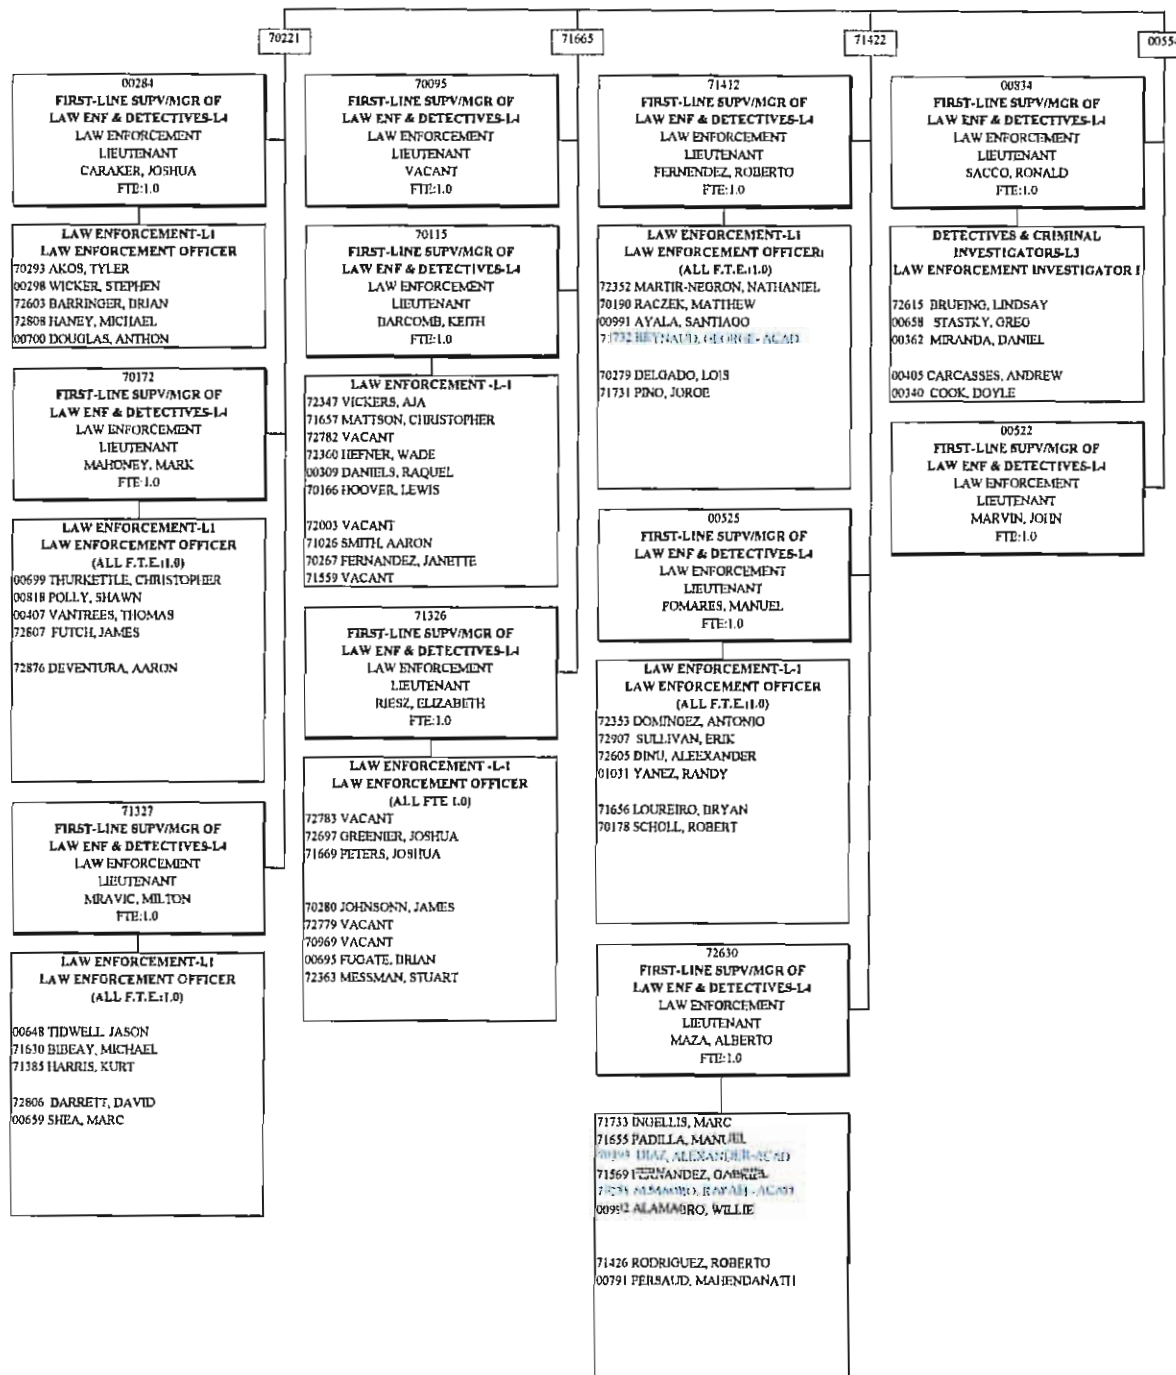 70221
71665
71422
0055
00284
FIRST-LINE SUPV/MGR OF
LAW ENF & DETECTIVES-L4
LAW ENFORCEMENT
LIEUTENANT
CARAKER, JOSHUA
FTE:1.0
LAW ENFORCEMENT-L1
LAW ENFORCEMENT OFFICER
70293 AKOS, TYLER
00298 WICKER, STEPHEN
72603 BARRINGER, BRIAN
72808 HANEY, MICHAEL
00700 DOUGLAS, ANTHON
70172
FIRST-LINE SUPV/MGR OF
LAW ENF & DETECTIVES-L4
LAW ENFORCEMENT
LIEUTENANT
MAHONEY, MARK
FTE:1.0
LAW ENFORCEMENT-L1
LAW ENFORCEMENT OFFICER
(ALL F.T.E.:1.0)
00699 THURKETTLE, CHRISTOPHER
00818 POLLY, SHAWN
00407 VANTREES, THOMAS
72807 FUTCH, JAMES
72876 DEVENTURA, AARON
71327
FIRST-LINE SUPV/MGR OF
LAW ENF & DETECTIVES-L4
LAW ENFORCEMENT
LIEUTENANT
MRAVIC, MILTON
FTE:1.0
LAW ENFORCEMENT-L1
LAW ENFORCEMENT OFFICER
(ALL F.T.E.:1.0)
00648 TIDWELL, JASON
71630 BIBEAY, MICHAEL
71385 HARRIS, KURT
72806 BARRETT, DAVID
00659 SHEA, MARC
70095
FIRST-LINE SUPV/MGR OF
LAW ENF & DETECTIVES-L4
LAW ENFORCEMENT
LIEUTENANT
VACANT
FTE:1.0
70115
FIRST-LINE SUPV/MGR OF
LAW ENF & DETECTIVES-L4
LAW ENFORCEMENT
LIEUTENANT
BARCOMB, KEITH
FTE:1.0
LAW ENFORCEMENT -L-1
72347 VICKERS, AJA
71657 MATTSON, CHRISTOPHER
72782 VACANT
72360 HEFNER, WADE
00309 DANIELS, RAQUEL
70166 HOOVER, LEWIS
72003 VACANT
71026 SMITH, AARON
70267 FERNANDEZ, JANETTE
71559 VACANT
71326
FIRST-LINE SUPV/MGR OF
LAW ENF & DETECTIVES-L4
LAW ENFORCEMENT
LIEUTENANT
RIESZ, ELIZABETH
FTE:1.0
LAW ENFORCEMENT -L-1
LAW ENFORCEMENT OFFICER
(ALL FTE 1.0)
72783 VACANT
72697 GREENIER, JOSHUA
71669 PETERS, JOSHUA
70280 JOHNSONN, JAMES
72779 VACANT
70969 VACANT
00695 FUGATE, BRIAN
72363 MESSMAN, STUART
71412
FIRST-LINE SUPV/MGR OF
LAW ENF & DETECTIVES-L4
LAW ENFORCEMENT
LIEUTENANT
FERNENDEZ, ROBERTO
FTE:1.0
LAW ENFORCEMENT-L1
LAW ENFORCEMENT OFFICER:
(ALL F.T.E.:1.0)
72352 MARTIR-NEGRON, NATHANIEL
70190 RACZEK, MATTHEW
00991 AYALA, SANTIAGO
71732 REYNAUD, GEORGE- ACAD
70279 DELGADO, LOIS
71731 PINO, JORGE
00525
FIRST-LINE SUPV/MGR OF
LAW ENF & DETECTIVES-L4
LAW ENFORCEMENT
LIEUTENANT
POMARES, MANUEL
FTE:1.0
LAW ENFORCEMENT-L-1
LAW ENFORCEMENT OFFICER
(ALL F.T.E.:1.0)
72353 DOMINGEZ, ANTONIO
72907 SULLIVAN, ERIK
72605 DINU, ALEEXANDER
01031 YANEZ, RANDY
71656 LOUREIRO, BRYAN
70178 SCHOLL, ROBERT
72630
FIRST-LINE SUPV/MGR OF
LAW ENF & DETECTIVES-L4
LAW ENFORCEMENT
LIEUTENANT
MAZA, ALBERTO
FTE:1.0
71733 INGELLIS, MARC
71655 PADILLA, MANUEL
DIAZ, ALEXANDER-ACAD
71569 FERNANDEZ, GABRIEL
ACAD
00992 ALAMAGRO, WILLIE
71426 RODRIGUEZ, ROBERTO
00791 PERSAUD, MAHENDANATH
00834
FIRST-LINE SUPV/MGR OF
LAW ENF & DETECTIVES-L4
LAW ENFORCEMENT
LIEUTENANT
SACCO, RONALD
FTE:1.0
DETECTIVES & CRIMINAL
INVESTIGATORS-L3
LAW ENFORCEMENT INVESTIGATOR I
72615 BRUEING, LINDSAY
00658 STASTKY, GREG
00362 MIRANDA, DANIEL
00405 CARCASSES, ANDREW
00340 COOK, DOYLE
00522
FIRST-LINE SUPV/MGR OF
LAW ENF & DETECTIVES-L4
LAW ENFORCEMENT
LIEUTENANT
MARVIN, JOHN
FTE:1.0